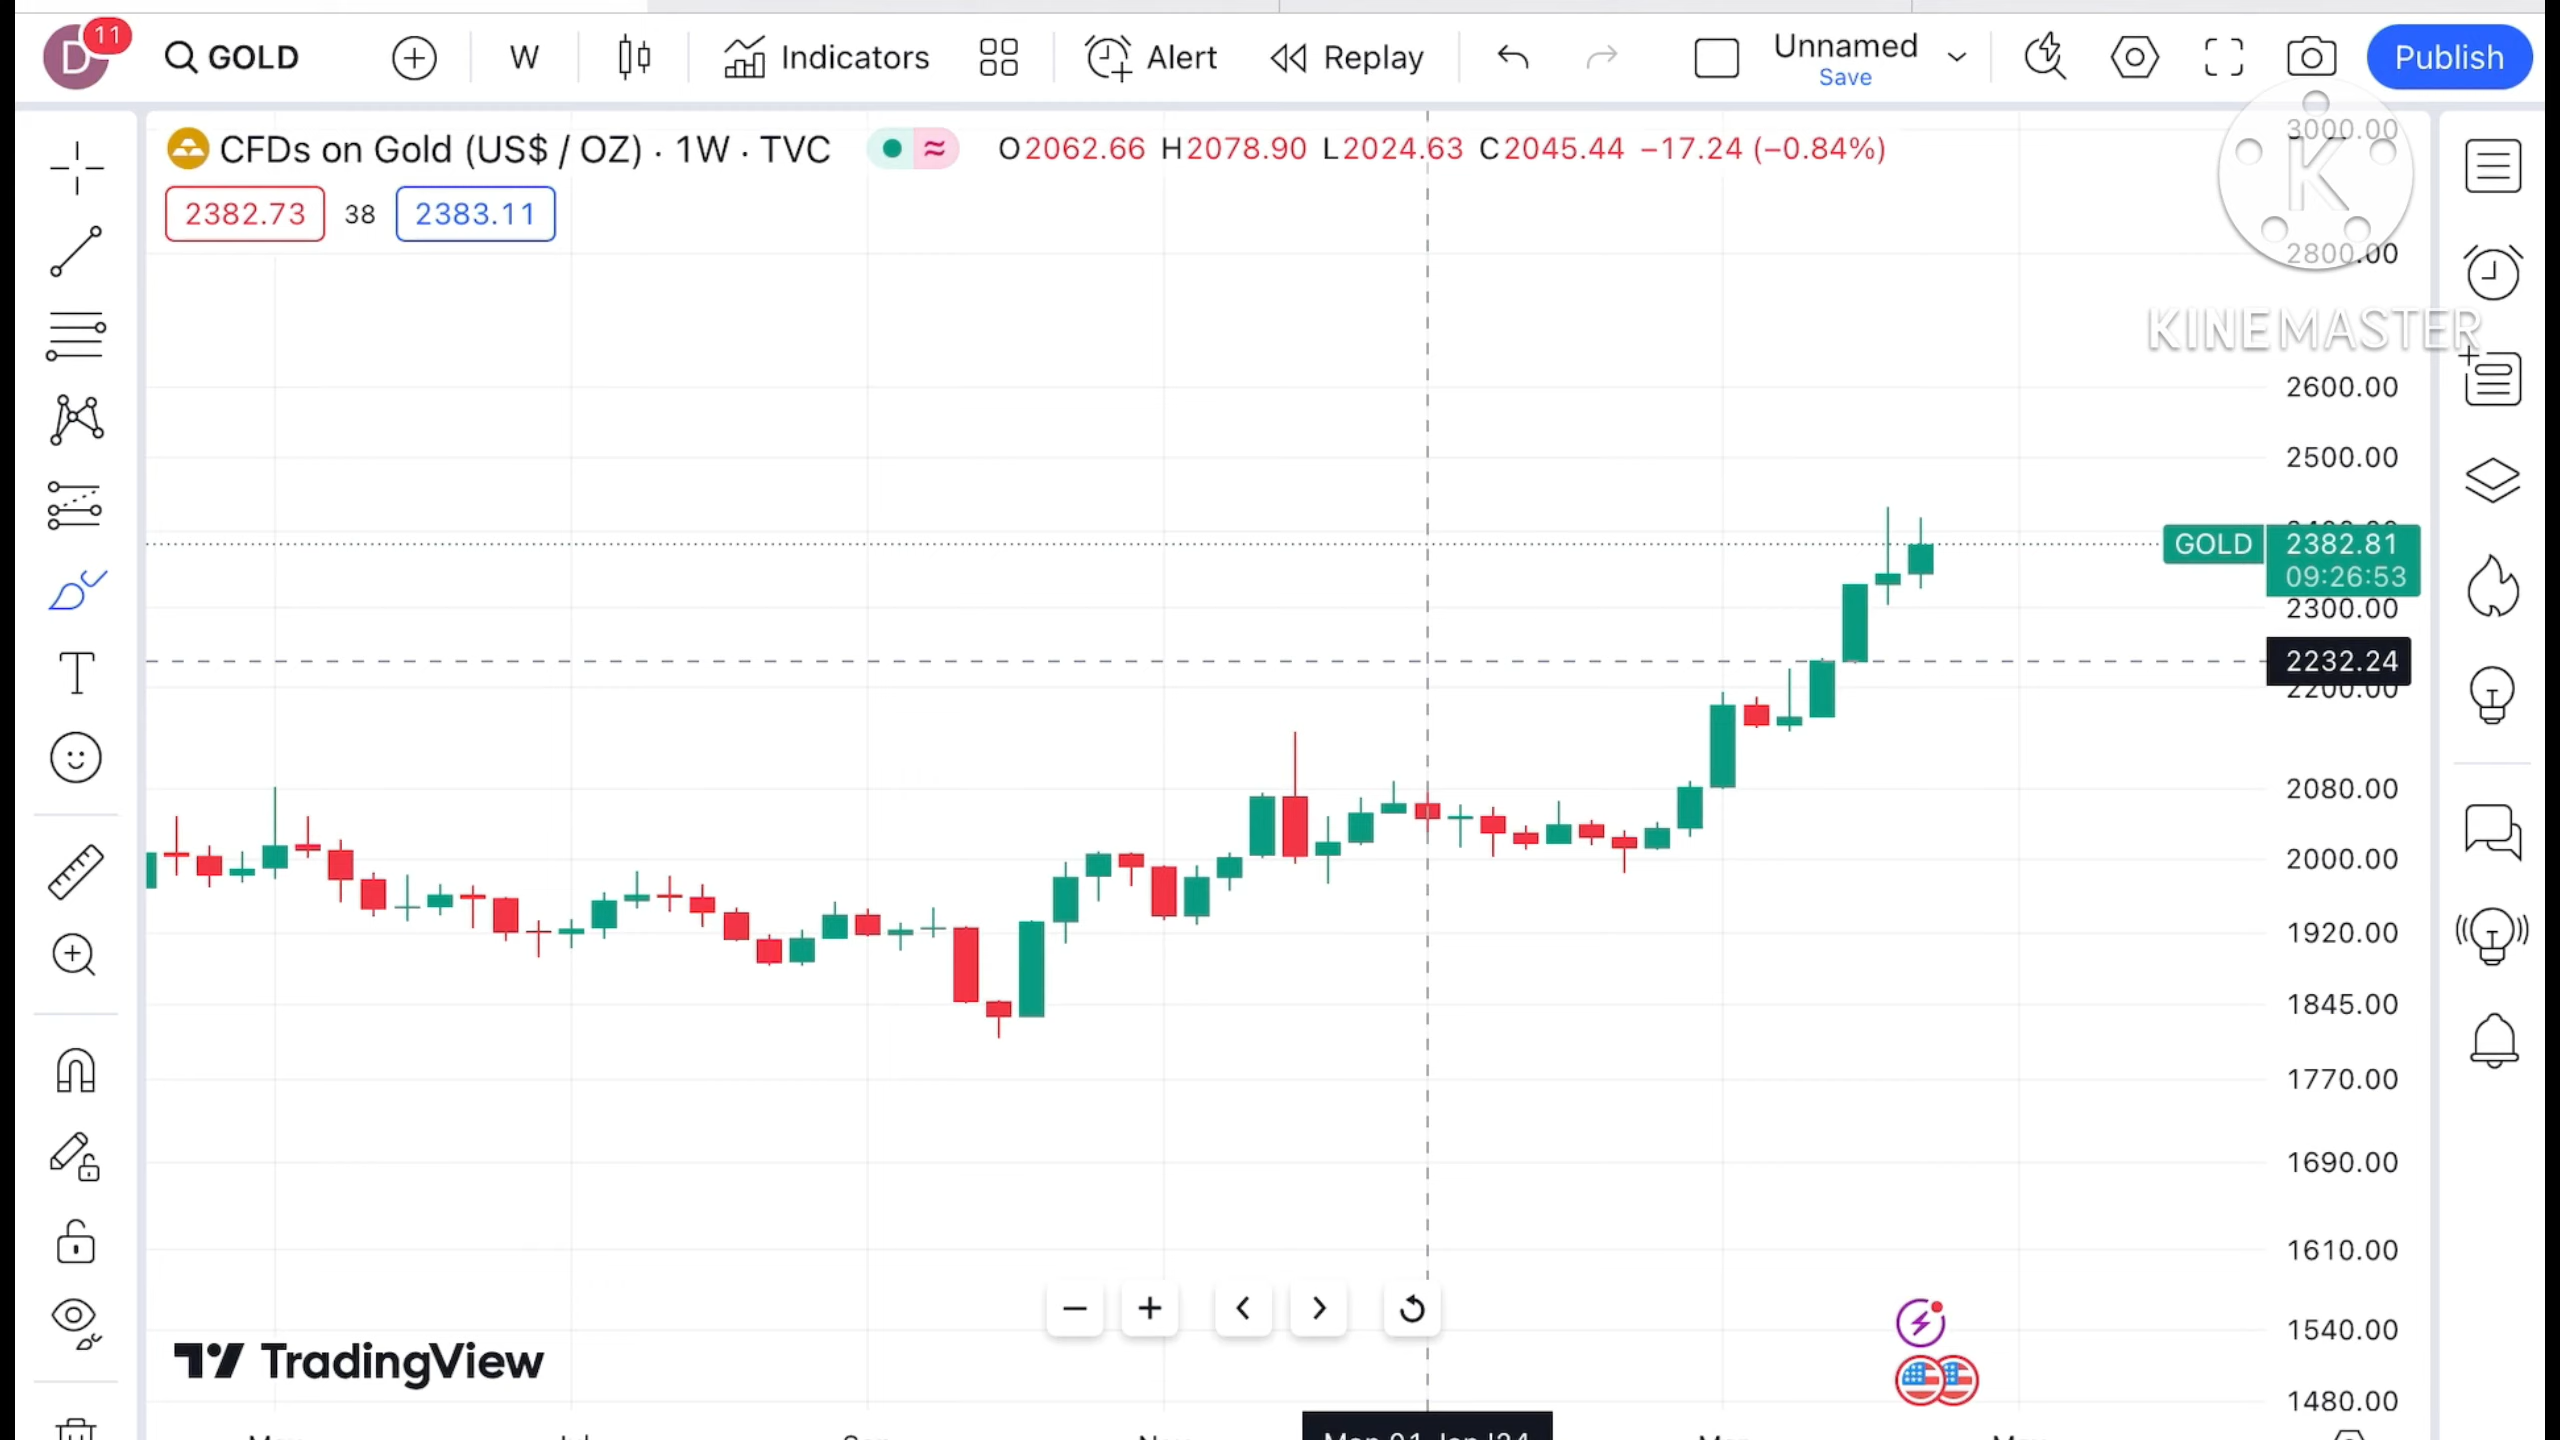 D 11 GOLD W Indicators Alert Replay Unnamed Save Publish
CFDs on Gold (US$ / OZ) · 1W · TVC O2062.66 H2078.90 L2024.63 C2045.44 −17.24 (−0.84%)
2382.73 38 2383.11
3000.00
K
2800.00
KINEMASTER
2600.00
2500.00
GOLD 2382.81
09:26:53
2300.00
2232.24
2200.00
2080.00
2000.00
1920.00
1845.00
1770.00
1690.00
1610.00
1540.00
TradingView
1480.00